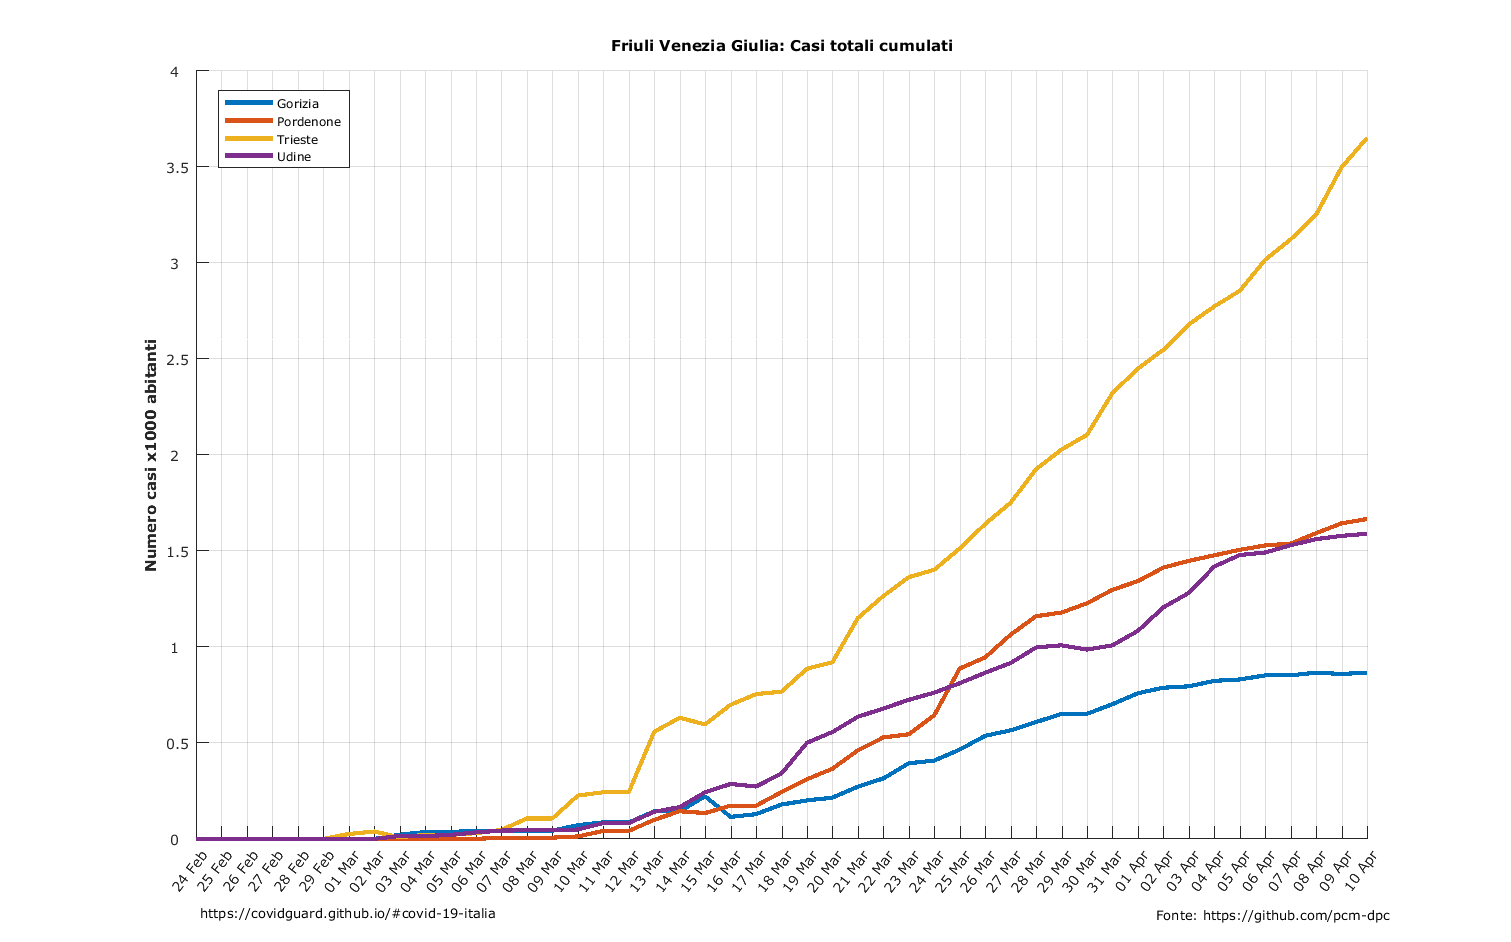 Friuli Venezia Giulia: Casi totali cumulati
Numero casi x1000 abitanti
4
3.5
3
2.5
2
1.5
1
0.5
0
Gorizia
Pordenone
Trieste
Udine
24 Feb
25 Feb
26 Feb
27 Feb
28 Feb
29 Feb
01 Mar
02 Mar
03 Mar
04 Mar
05 Mar
06 Mar
07 Mar
08 Mar
09 Mar
10 Mar
11 Mar
12 Mar
13 Mar
14 Mar
15 Mar
16 Mar
17 Mar
18 Mar
19 Mar
20 Mar
21 Mar
22 Mar
23 Mar
24 Mar
25 Mar
26 Mar
27 Mar
28 Mar
29 Mar
30 Mar
31 Mar
01 Apr
02 Apr
03 Apr
04 Apr
05 Apr
06 Apr
07 Apr
08 Apr
09 Apr
10 Apr
https://covidguard.github.io/#covid-19-italia
Fonte: https://github.com/pcm-dpc